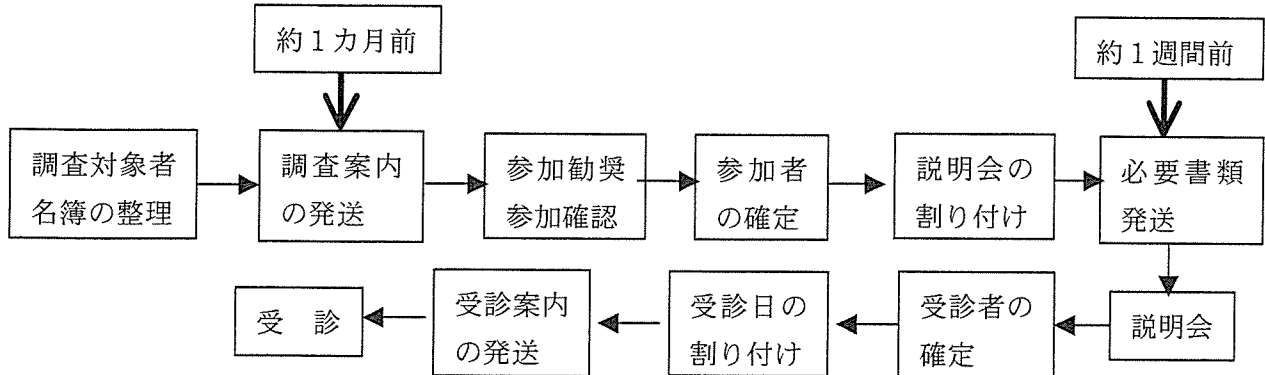 約１カ月前
約１週間前
調査対象者
名簿の整理
調査案内
の発送
参加勧奨
参加確認
参加者
の確定
説明会の
割り付け
必要書類
発送
説明会
受診者の
確定
受診日の
割り付け
受診案内
の発送
受　診